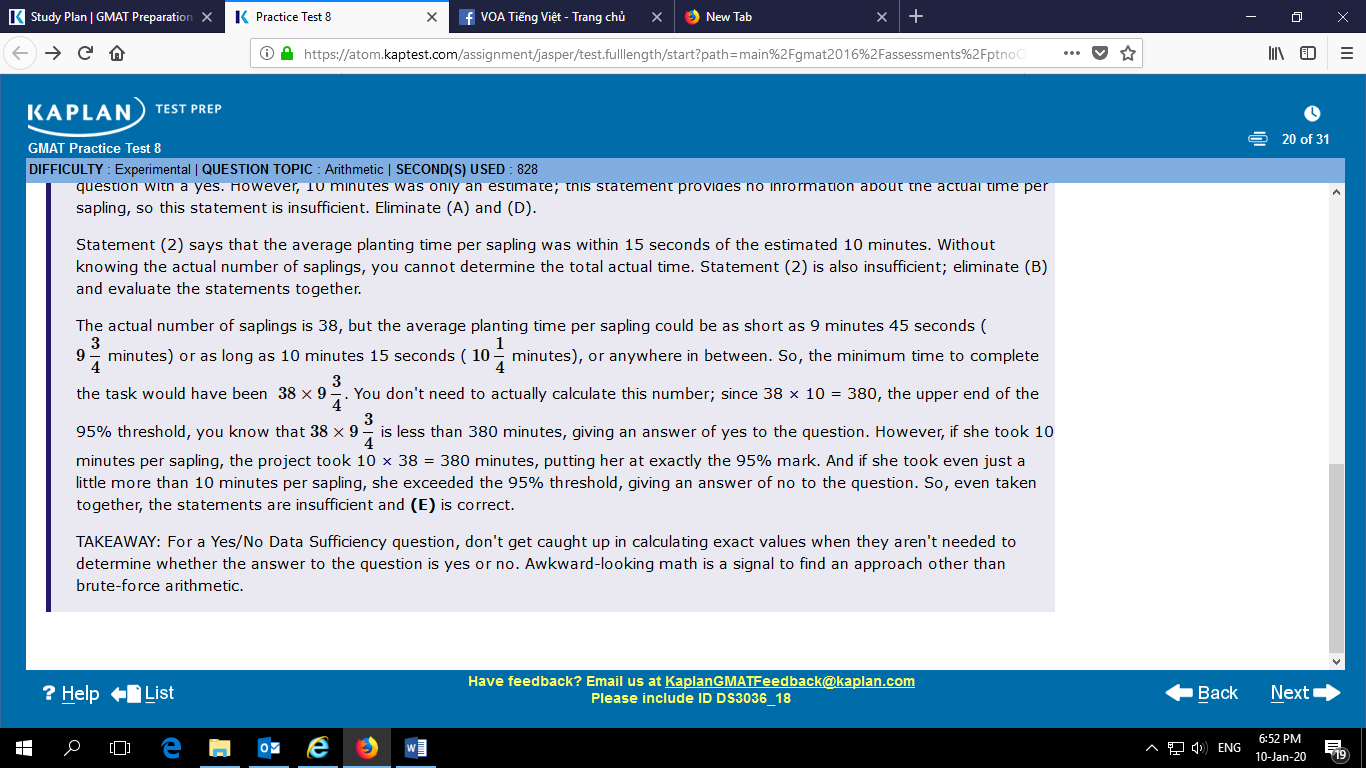 Study Plan | GMAT Preparation
Practice Test 8
VOA Tiếng Việt - Trang chủ
New Tab
https://atom.kaptest.com/assignment/jasper/test.fulllength/start?path=main%2Fgmat2016%2Fassessments%2Fptno
KAPLAN TEST PREP
GMAT Practice Test 8
20 of 31
DIFFICULTY : Experimental | QUESTION TOPIC : Arithmetic | SECOND(S) USED : 828
question with a yes. However, 10 minutes was only an estimate; this statement provides no information about the actual time per
sapling, so this statement is insufficient. Eliminate (A) and (D).
Statement (2) says that the average planting time per sapling was within 15 seconds of the estimated 10 minutes. Without
knowing the actual number of saplings, you cannot determine the total actual time. Statement (2) is also insufficient; eliminate (B)
and evaluate the statements together.
The actual number of saplings is 38, but the average planting time per sapling could be as short as 9 minutes 45 seconds (
9 3/4 minutes) or as long as 10 minutes 15 seconds ( 10 1/4 minutes), or anywhere in between. So, the minimum time to complete
the task would have been 38 × 9 3/4. You don't need to actually calculate this number; since 38 × 10 = 380, the upper end of the
95% threshold, you know that 38 × 9 3/4 is less than 380 minutes, giving an answer of yes to the question. However, if she took 10
minutes per sapling, the project took 10 × 38 = 380 minutes, putting her at exactly the 95% mark. And if she took even just a
little more than 10 minutes per sapling, she exceeded the 95% threshold, giving an answer of no to the question. So, even taken
together, the statements are insufficient and (E) is correct.
TAKEAWAY: For a Yes/No Data Sufficiency question, don't get caught up in calculating exact values when they aren't needed to
determine whether the answer to the question is yes or no. Awkward-looking math is a signal to find an approach other than
brute-force arithmetic.
? Help List
Have feedback? Email us at KaplanGMATFeedback@kaplan.com
Please include ID DS3036_18
Back Next
ENG
6:52 PM
10-Jan-20
19